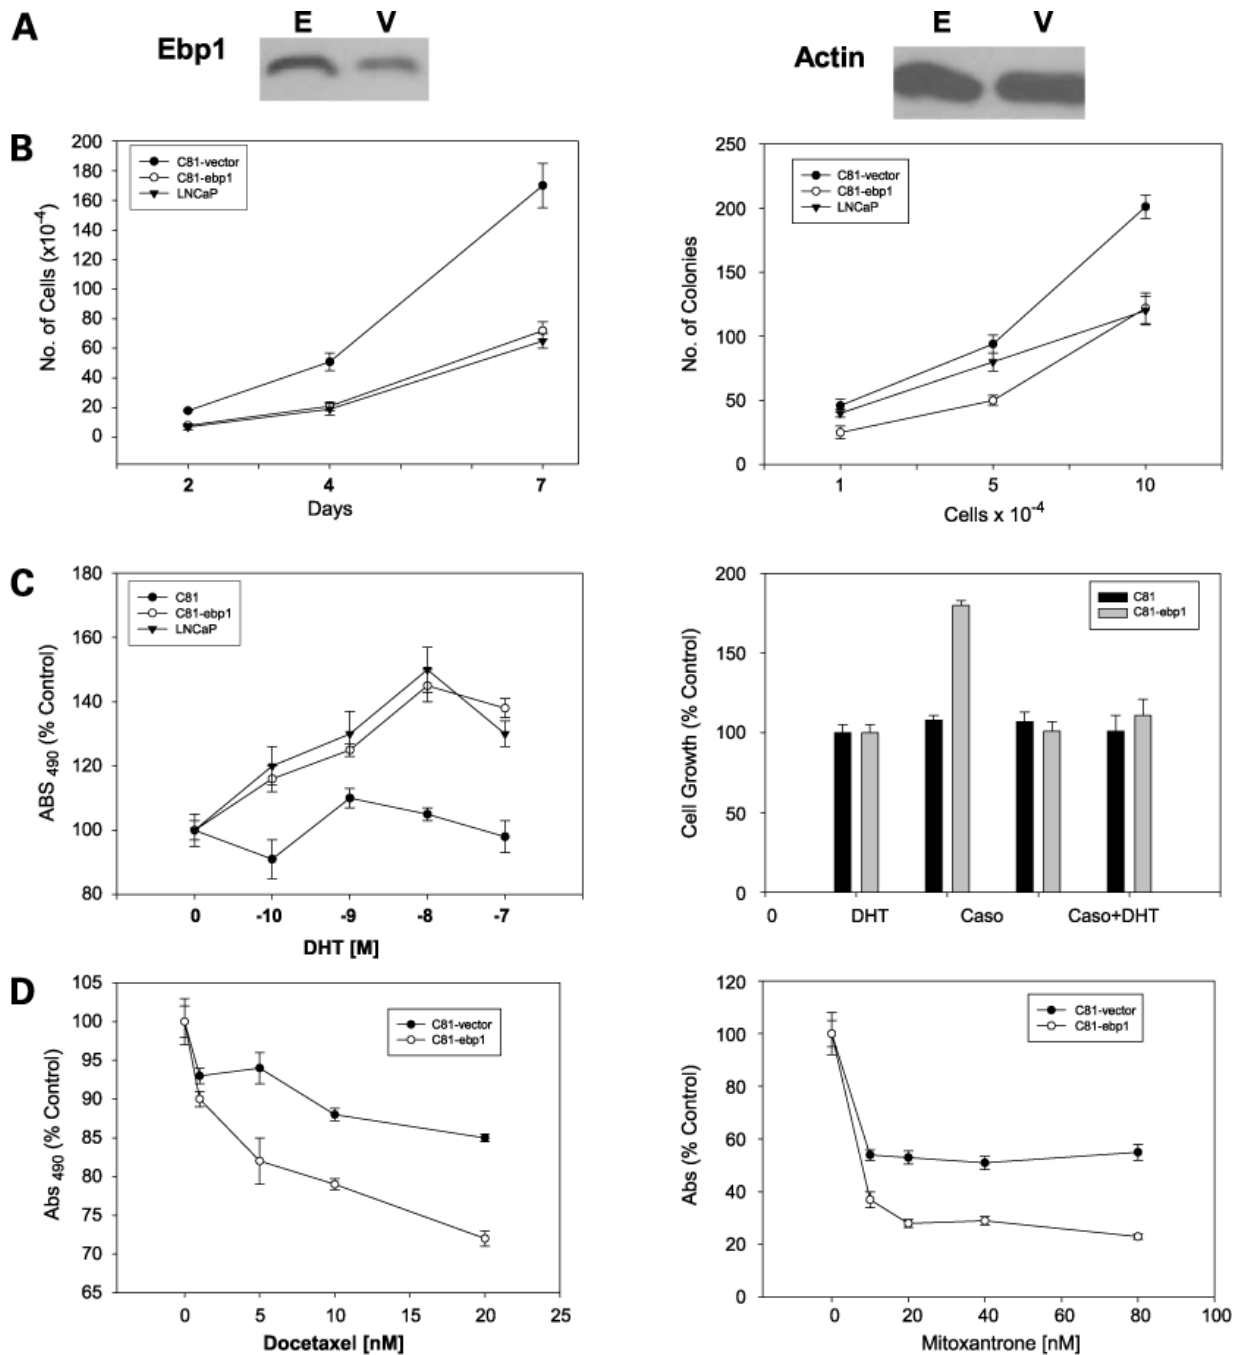 A
E V
Ebp1
E V
Actin
B
200
180
160
140
120
100
80
60
40
20
0
No. of Cells (x10⁻⁴)
C81-vector
C81-ebp1
LNCaP
2 4 7
Days
250
200
150
100
50
0
No. of Colonies
C81-vector
C81-ebp1
LNCaP
1 5 10
Cells x 10⁻⁴
C
180
160
140
120
100
80
ABS 490 (% Control)
C81
C81-ebp1
LNCaP
0 -10 -9 -8 -7
DHT [M]
200
150
100
50
0
Cell Growth (% Control)
C81
C81-ebp1
0 DHT Caso Caso+DHT
D
105
100
95
90
85
80
75
70
65
Abs 490 (% Control)
C81-vector
C81-ebp1
0 5 10 15 20 25
Docetaxel [nM]
120
100
80
60
40
20
0
Abs (% Control)
C81-vector
C81-ebp1
0 20 40 60 80 100
Mitoxantrone [nM]